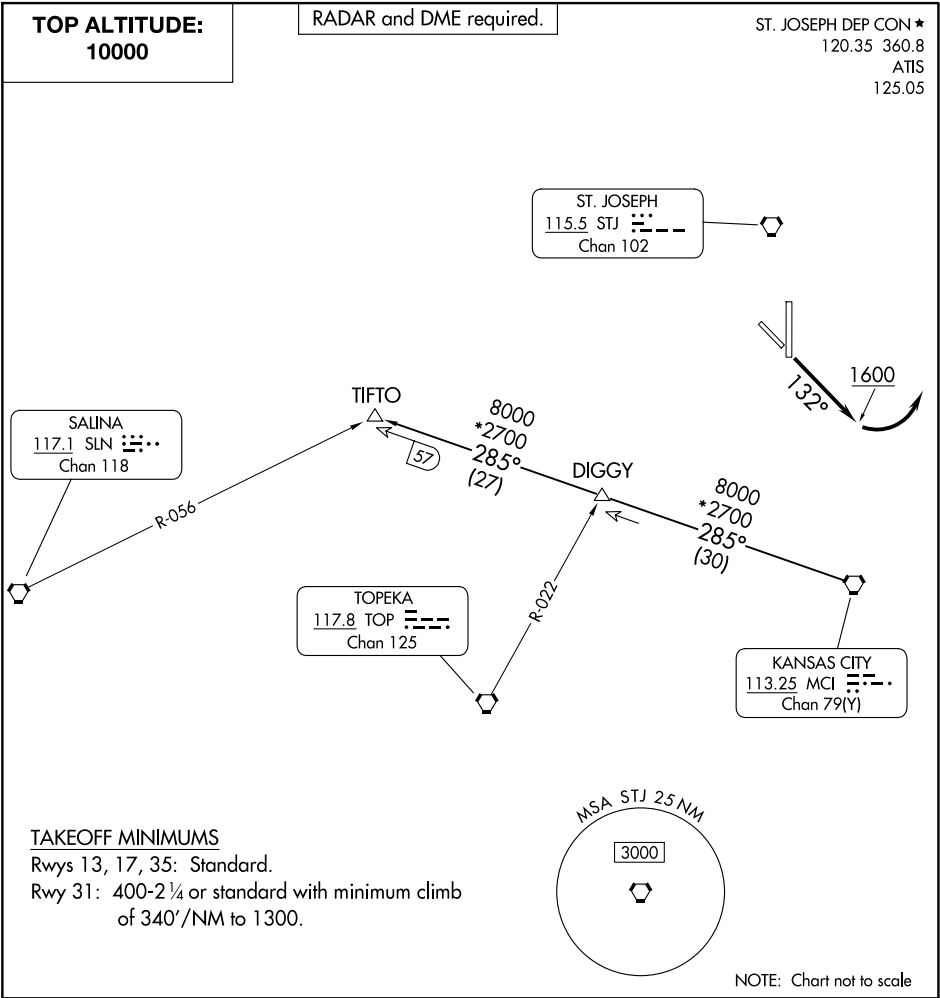 TOP ALTITUDE:
10000
RADAR and DME required.
ST. JOSEPH DEP CON ★
120.35 360.8
ATIS
125.05
ST. JOSEPH
115.5 STJ
Chan 102
132°
1600
TIFTO
SALINA
117.1 SLN
Chan 118
R-056
57
8000
*2700
285°
(27)
DIGGY
8000
*2700
285°
(30)
R-022
TOPEKA
117.8 TOP
Chan 125
KANSAS CITY
113.25 MCI
Chan 79(Y)
TAKEOFF MINIMUMS
Rwys 13, 17, 35: Standard.
Rwy 31: 400-2¼ or standard with minimum climb
of 340'/NM to 1300.
MSA STJ 25 NM
3000
NOTE: Chart not to scale